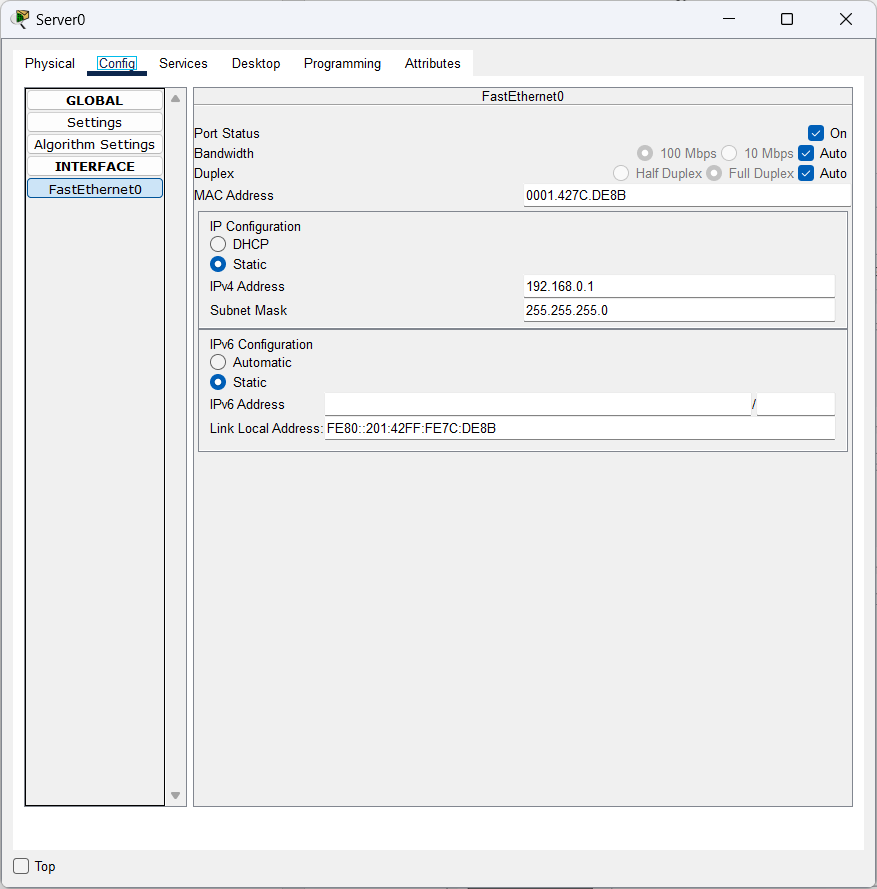 Server0
Physical Config Services Desktop Programming Attributes
GLOBAL
Settings
Algorithm Settings
INTERFACE
FastEthernet0
FastEthernet0
Port Status On
Bandwidth 100 Mbps 10 Mbps Auto
Duplex Half Duplex Full Duplex Auto
MAC Address 0001.427C.DE8B
IP Configuration
DHCP
Static
IPv4 Address 192.168.0.1
Subnet Mask 255.255.255.0
IPv6 Configuration
Automatic
Static
IPv6 Address /
Link Local Address: FE80::201:42FF:FE7C:DE8B
Top